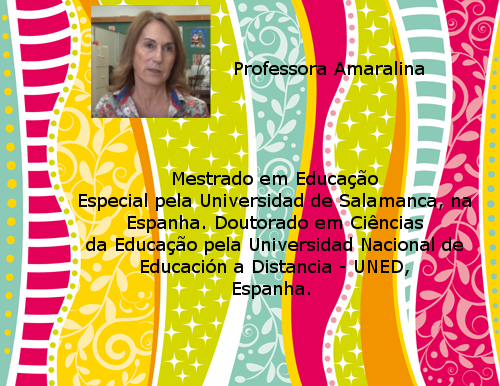 Professora Amaralina
Mestrado em Educação
Especial pela Universidad de Salamanca, na
Espanha. Doutorado em Ciências
da Educação pela Universidad Nacional de
Educación a Distancia - UNED,
Espanha.